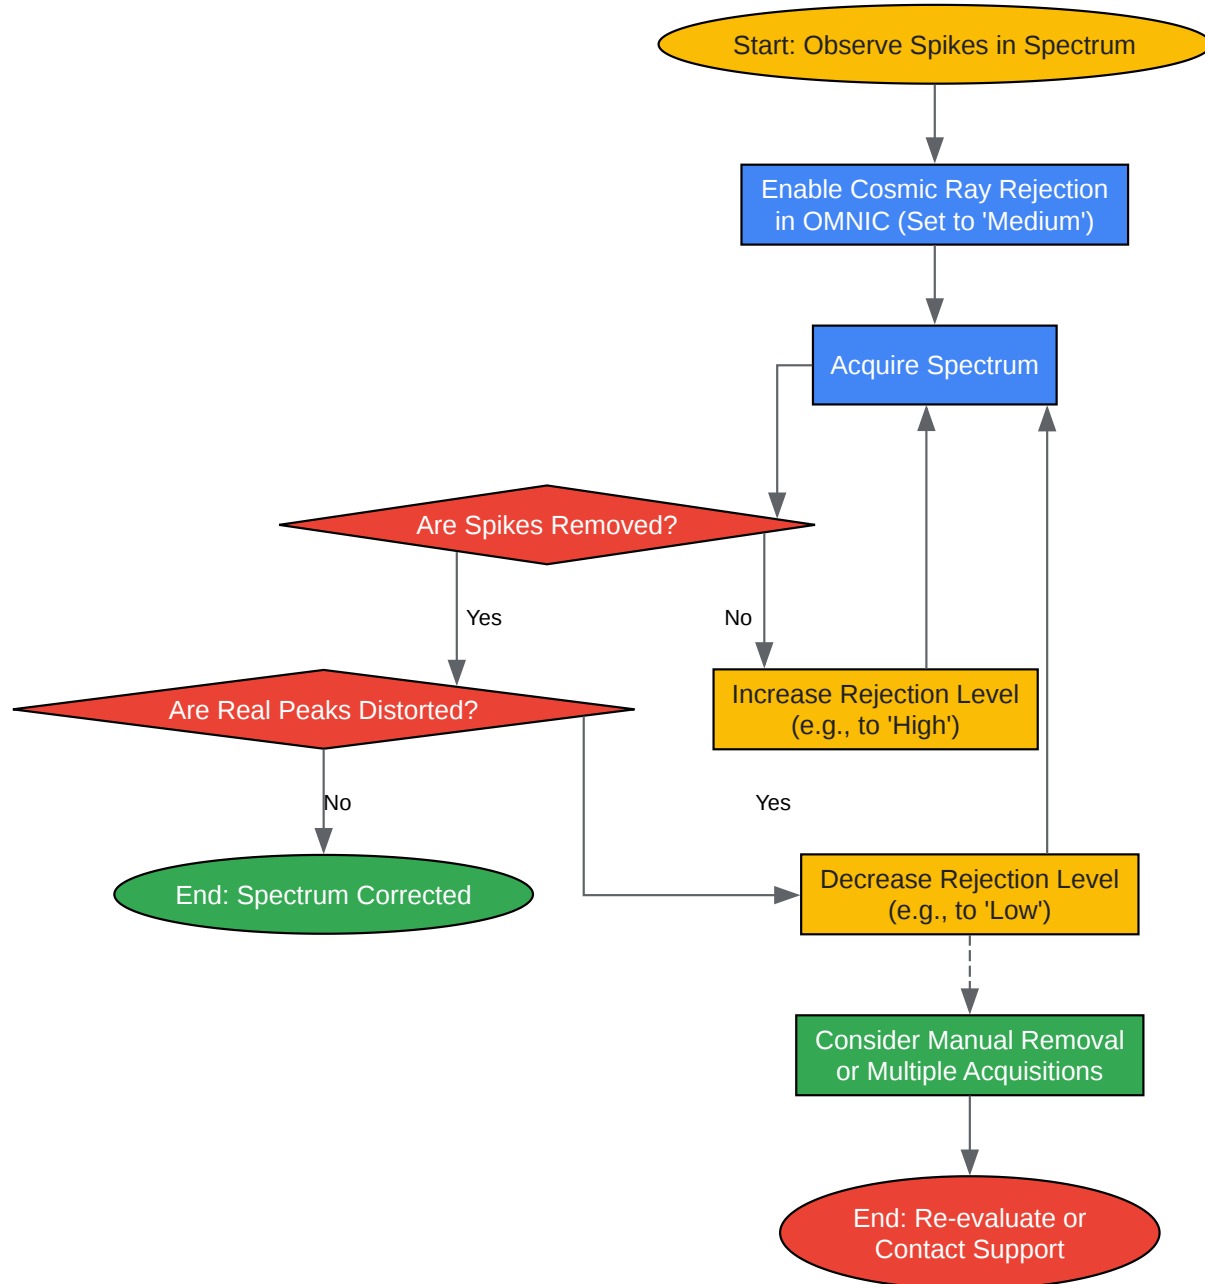 Start: Observe Spikes in Spectrum
Enable Cosmic Ray Rejection
in OMNIC (Set to 'Medium')
Acquire Spectrum
Are Spikes Removed?
Yes
No
Increase Rejection Level
(e.g., to 'High')
Are Real Peaks Distorted?
No
Yes
End: Spectrum Corrected
Decrease Rejection Level
(e.g., to 'Low')
Consider Manual Removal
or Multiple Acquisitions
End: Re-evaluate or
Contact Support